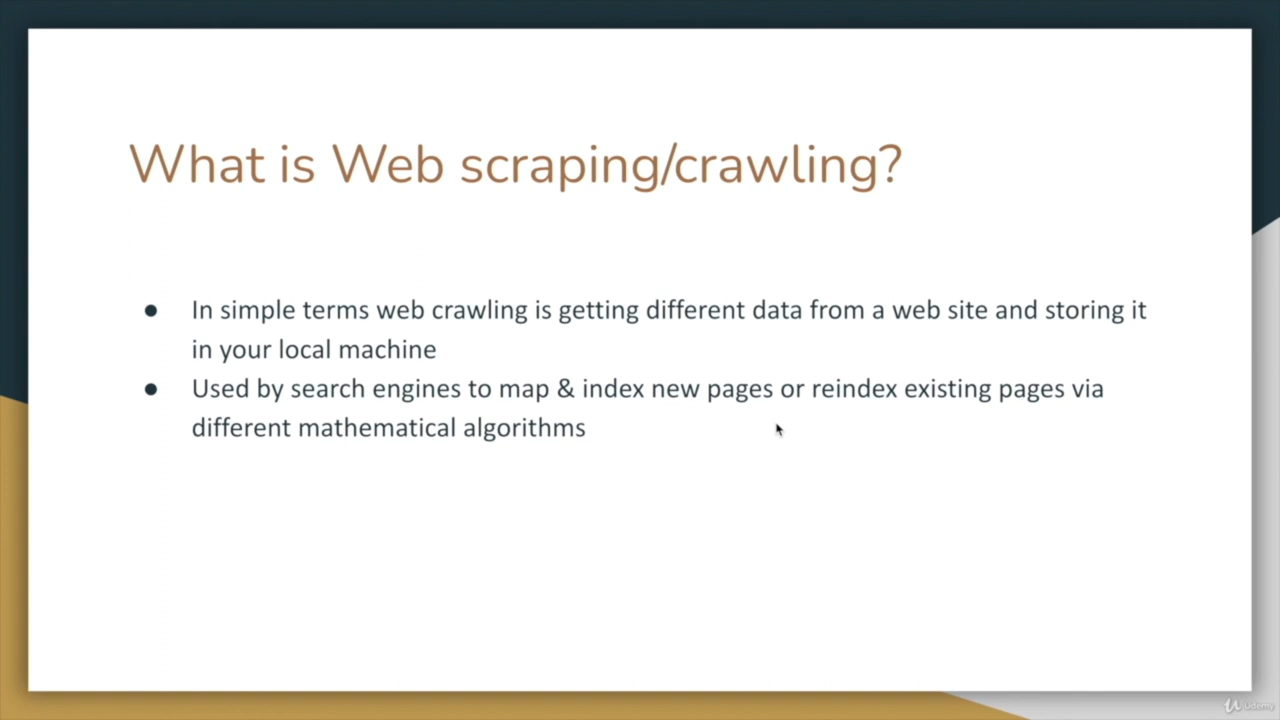 What is Web scraping/crawling?
● In simple terms web crawling is getting different data from a web site and storing it
in your local machine
● Used by search engines to map & index new pages or reindex existing pages via
different mathematical algorithms
Udemy